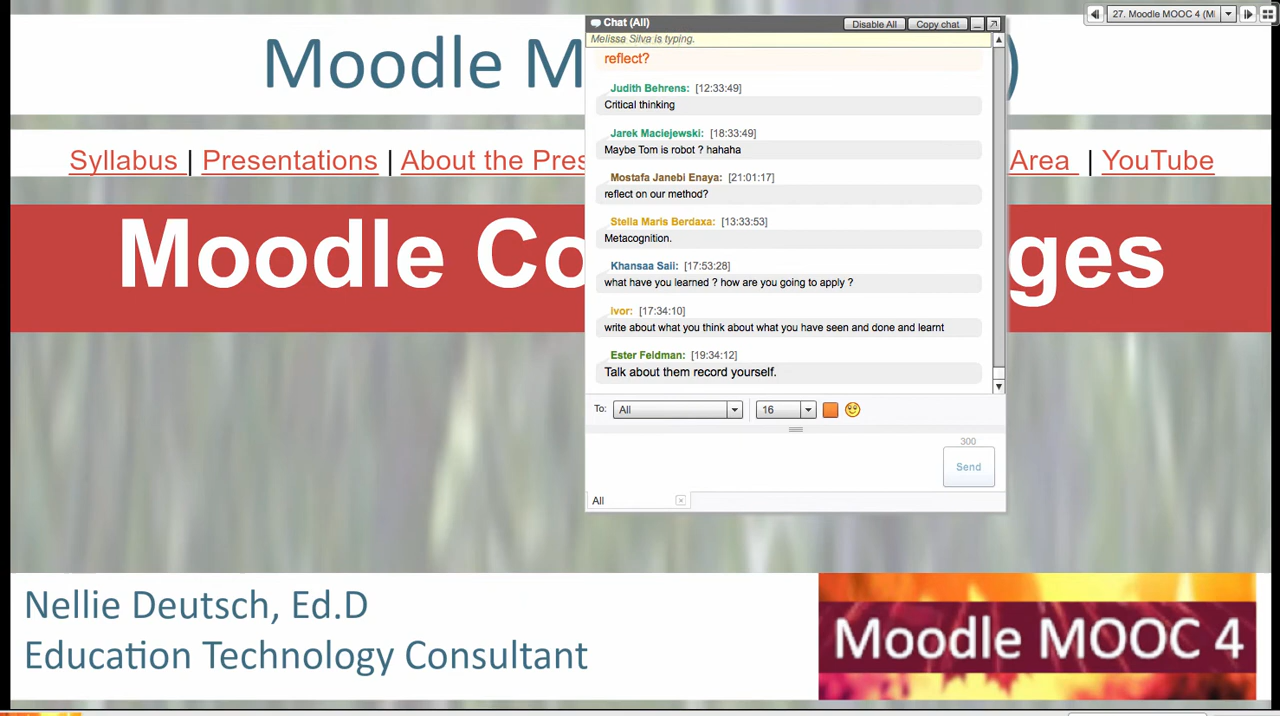 27. Moodle MOOC 4 (Mi
Chat (All)
Disable All
Copy chat
Melissa Silva is typing.
reflect?
Moodle M
)
Judith Behrens: [12:33:49]
Critical thinking
Jarek Maciejewski: [18:33:49]
Maybe Tom is robot ? hahaha
Syllabus | Presentations | About the Pres
Area | YouTube
Mostafa Janebi Enaya: [21:01:17]
reflect on our method?
Stella Maris Berdaxa: [13:33:53]
Metacognition.
Moodle Co
ges
Khansaa Saii: [17:53:28]
what have you learned ? how are you going to apply ?
ivor: [17:34:10]
write about what you think about what you have seen and done and learnt
Ester Feldman: [19:34:12]
Talk about them record yourself.
To: All 16
300
Send
All
Nellie Deutsch, Ed.D
Education Technology Consultant
Moodle MOOC 4